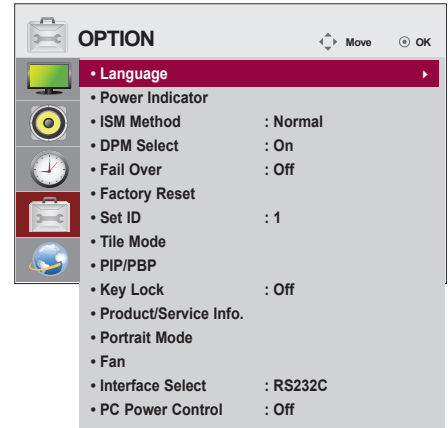 OPTION Move OK
• Language
• Power Indicator
• ISM Method : Normal
• DPM Select : On
• Fail Over : Off
• Factory Reset
• Set ID : 1
• Tile Mode
• PIP/PBP
• Key Lock : Off
• Product/Service Info.
• Portrait Mode
• Fan
• Interface Select : RS232C
• PC Power Control : Off